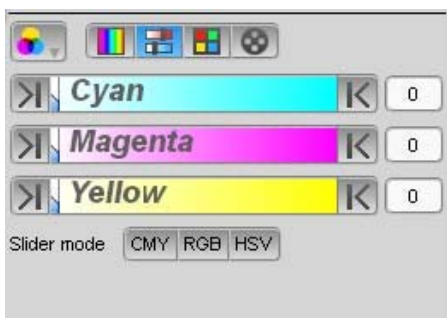 Cyan 0
Magenta 0
Yellow 0
Slider mode CMY RGB HSV